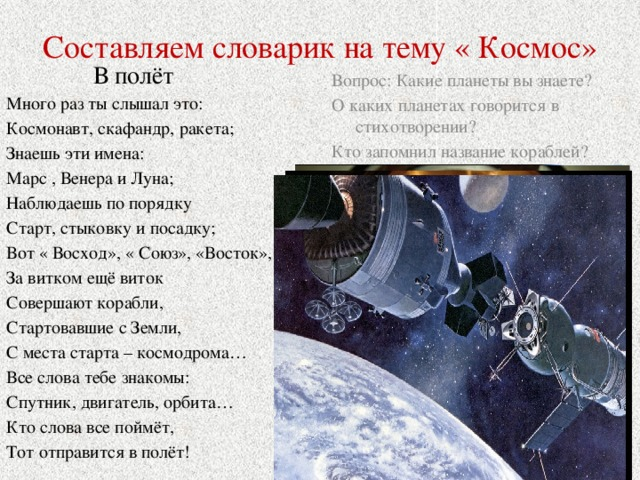 Составляем словарик на тему « Космос»
В полёт
Много раз ты слышал это:
Космонавт, скафандр, ракета;
Знаешь эти имена:
Марс , Венера и Луна;
Наблюдаешь по порядку
Старт, стыковку и посадку;
Вот « Восход», « Союз», «Восток»,
За витком ещё виток
Совершают корабли,
Стартовавшие с Земли,
С места старта – космодрома…
Все слова тебе знакомы:
Спутник, двигатель, орбита…
Кто слова все поймёт,
Тот отправится в полёт!
Вопрос: Какие планеты вы знаете?
О каких планетах говорится в
стихотворении?
Кто запомнил название кораблей?